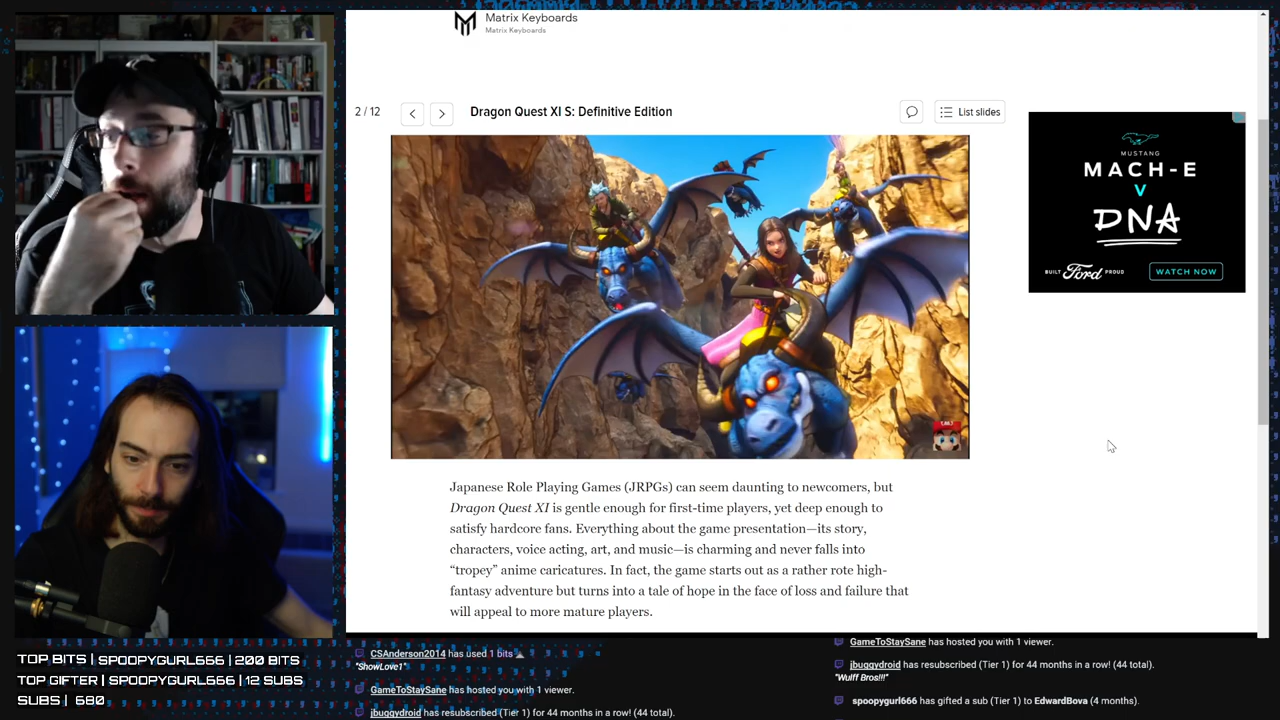 Matrix Keyboards
Matrix Keyboards
2 / 12
Dragon Quest XI S: Definitive Edition
List slides
MUSTANG
MACH-E
V
DNA
BUILT Ford PROUD
WATCH NOW
Japanese Role Playing Games (JRPGs) can seem daunting to newcomers, but
Dragon Quest XI is gentle enough for first-time players, yet deep enough to
satisfy hardcore fans. Everything about the game presentation—its story,
characters, voice acting, art, and music—is charming and never falls into
“tropey” anime caricatures. In fact, the game starts out as a rather rote high-
fantasy adventure but turns into a tale of hope in the face of loss and failure that
will appeal to more mature players.
TOP BITS | SPOOPYGURL666 | 200 BITS
TOP GIFTER | SPOOPYGURL666 | 12 SUBS
SUBS | 680
CSAnderson2014 has used 1 bits
"ShowLove1"
GameToStaySane has hosted you with 1 viewer.
jbuggydroid has resubscribed (Tier 1) for 44 months in a row! (44 total).
GameToStaySane has hosted you with 1 viewer.
jbuggydroid has resubscribed (Tier 1) for 44 months in a row! (44 total).
"Wulff Bros!!!"
spoopygurl666 has gifted a sub (Tier 1) to EdwardBova (4 months).